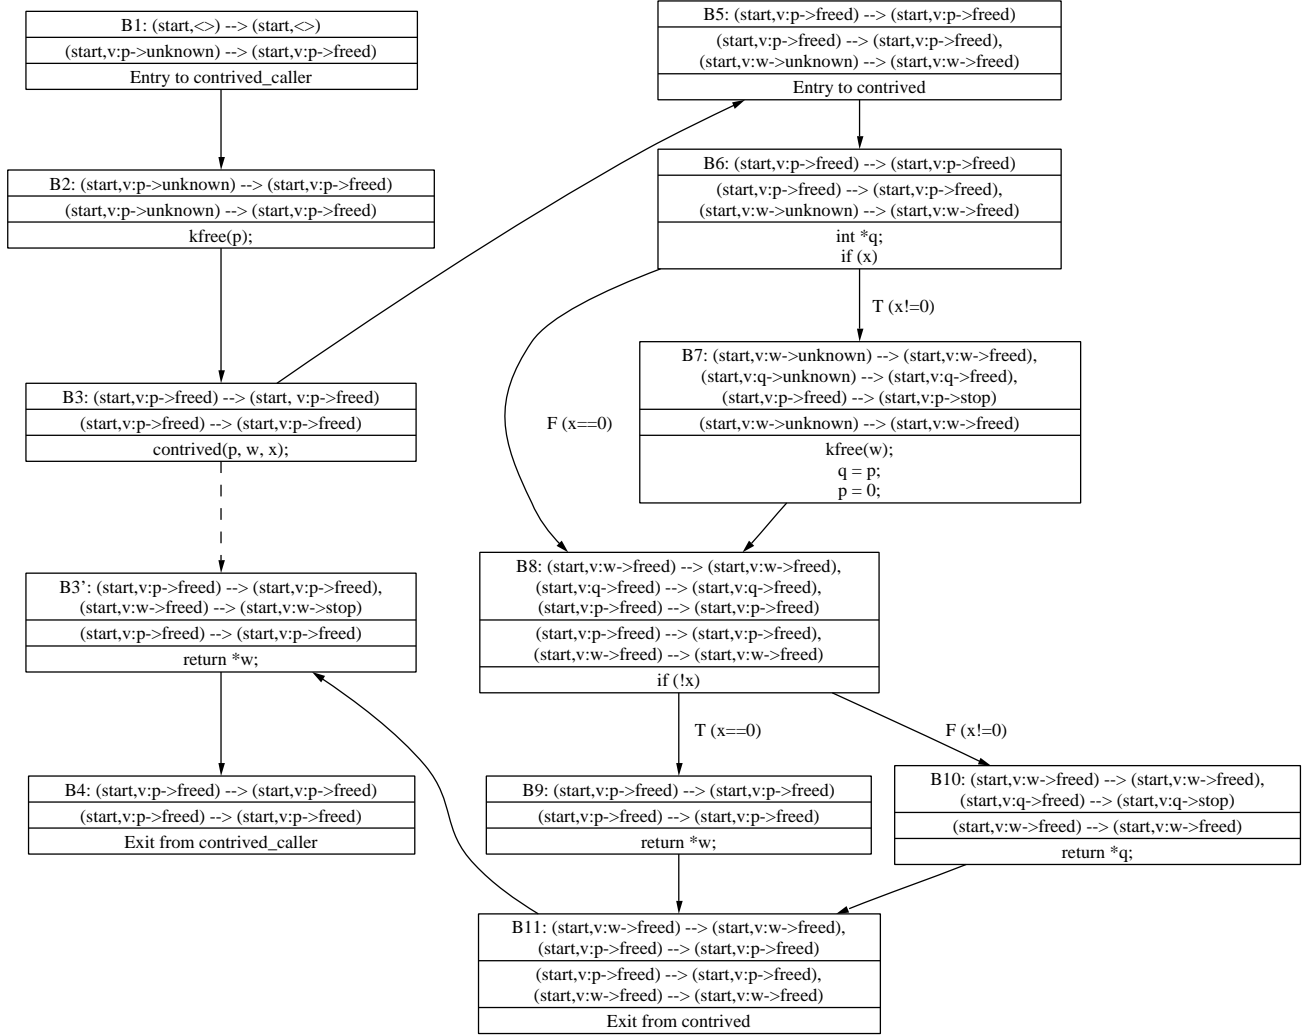 B1: (start,<>) --> (start,<>)
(start,v:p->unknown) --> (start,v:p->freed)
Entry to contrived_caller
B2: (start,v:p->unknown) --> (start,v:p->freed)
(start,v:p->unknown) --> (start,v:p->freed)
kfree(p);
B3: (start,v:p->freed) --> (start, v:p->freed)
(start,v:p->freed) --> (start,v:p->freed)
contrived(p, w, x);
B3’: (start,v:p->freed) --> (start,v:p->freed),
(start,v:w->freed) --> (start,v:w->stop)
(start,v:p->freed) --> (start,v:p->freed)
return *w;
B4: (start,v:p->freed) --> (start,v:p->freed)
(start,v:p->freed) --> (start,v:p->freed)
Exit from contrived_caller
B5: (start,v:p->freed) --> (start,v:p->freed)
(start,v:p->freed) --> (start,v:p->freed),
(start,v:w->unknown) --> (start,v:w->freed)
Entry to contrived
B6: (start,v:p->freed) --> (start,v:p->freed)
(start,v:p->freed) --> (start,v:p->freed),
(start,v:w->unknown) --> (start,v:w->freed)
int *q;
if (x)
T (x!=0)
F (x==0)
B7: (start,v:w->unknown) --> (start,v:w->freed),
(start,v:q->unknown) --> (start,v:q->freed),
(start,v:p->freed) --> (start,v:p->stop)
(start,v:w->unknown) --> (start,v:w->freed)
kfree(w);
q = p;
p = 0;
B8: (start,v:w->freed) --> (start,v:w->freed),
(start,v:q->freed) --> (start,v:q->freed),
(start,v:p->freed) --> (start,v:p->freed)
(start,v:p->freed) --> (start,v:p->freed),
(start,v:w->freed) --> (start,v:w->freed)
if (!x)
T (x==0)
F (x!=0)
B9: (start,v:p->freed) --> (start,v:p->freed)
(start,v:p->freed) --> (start,v:p->freed)
return *w;
B10: (start,v:w->freed) --> (start,v:w->freed),
(start,v:q->freed) --> (start,v:q->stop)
(start,v:w->freed) --> (start,v:w->freed)
return *q;
B11: (start,v:w->freed) --> (start,v:w->freed),
(start,v:p->freed) --> (start,v:p->freed)
(start,v:p->freed) --> (start,v:p->freed),
(start,v:w->freed) --> (start,v:w->freed)
Exit from contrived